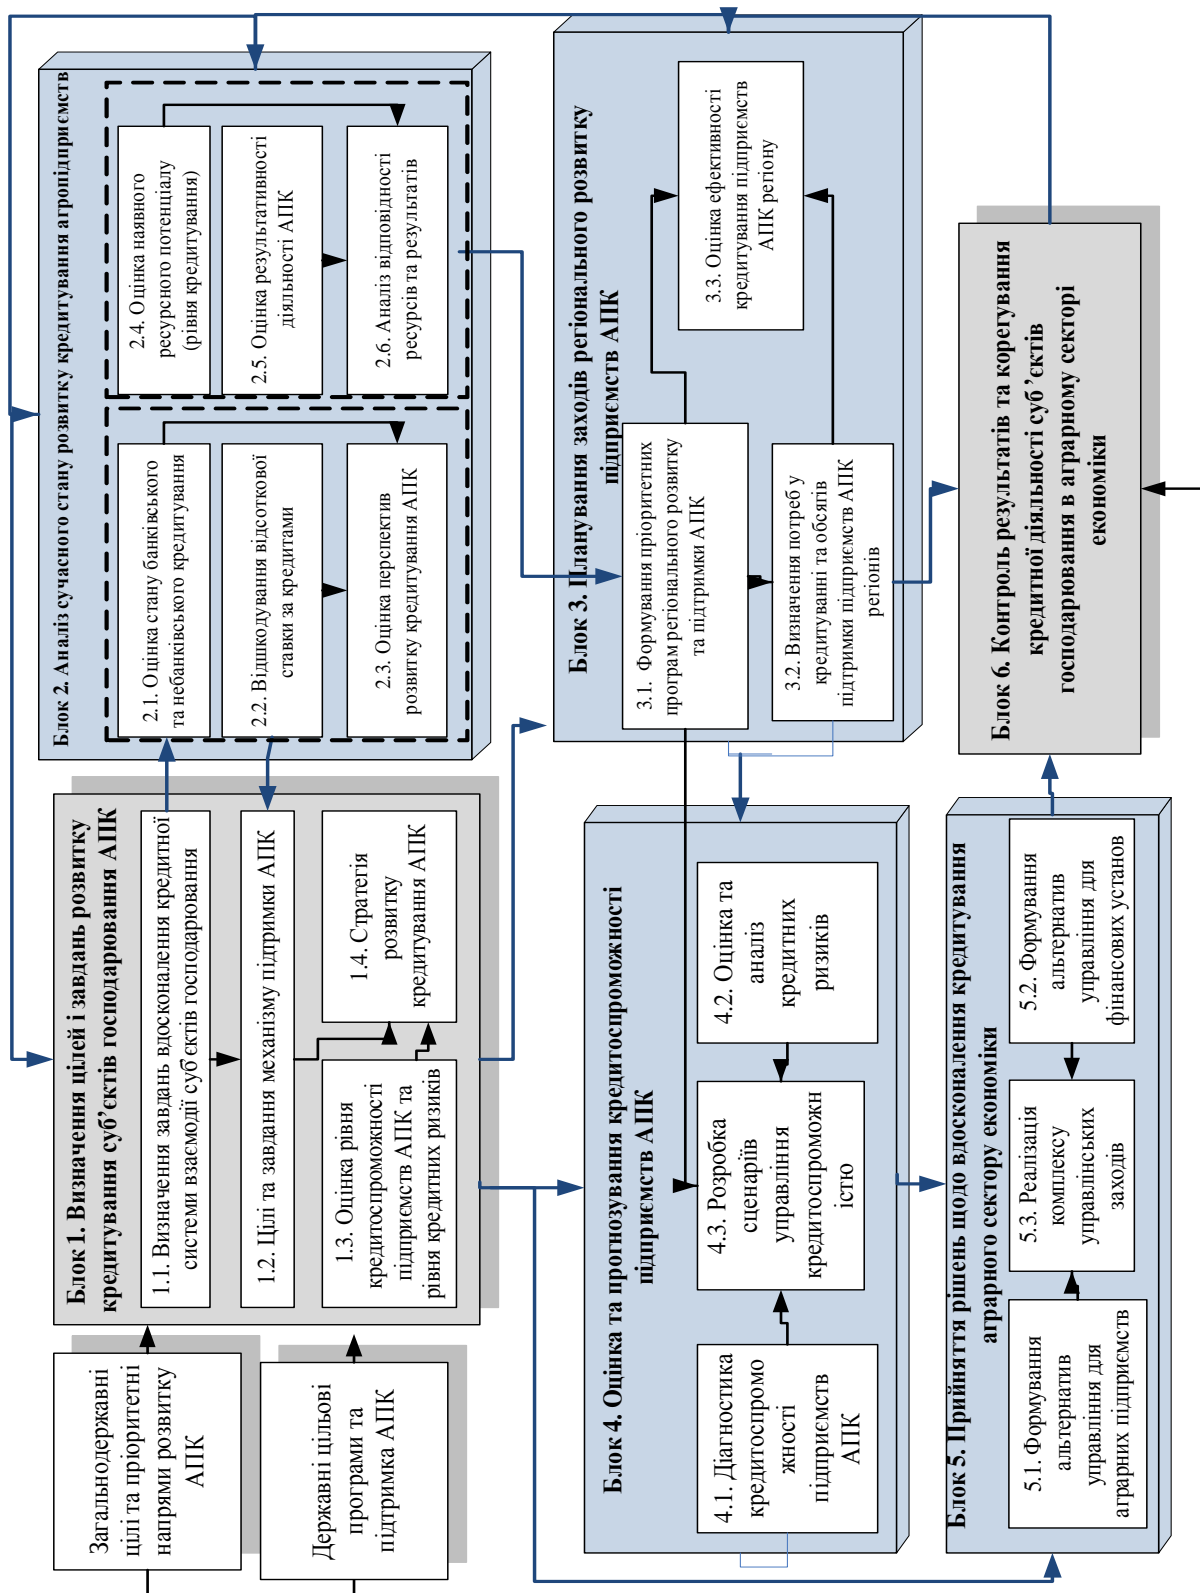 Загальнодержавні
цілі та пріоритетні
напрями розвитку
АПК
Державні цільові
програми та
підтримка АПК
Блок 1. Визначення цілей і завдань розвитку
кредитування суб’єктів господарювання АПК
1.1. Визначення завдань вдосконалення кредитної
системи взаємодії суб’єктів господарювання
1.2. Цілі та завдання механізму підтримки АПК
1.3. Оцінка рівня
кредитоспроможності
підприємств АПК та
рівня кредитних ризиків
1.4. Стратегія
розвитку
кредитування АПК
Блок 2. Аналіз сучасного стану розвитку кредитування агропідприємств
2.1. Оцінка стану банківського
та небанківського кредитування
2.2. Відшкодування відсоткової
ставки за кредитами
2.3. Оцінка перспектив
розвитку кредитування АПК
2.4. Оцінка наявного
ресурсного потенціалу
(рівня кредитування)
2.5. Оцінка результативності
діяльності АПК
2.6. Аналіз відповідності
ресурсів та результатів
Блок 3. Планування заходів регіонального розвитку
підприємств АПК
3.1. Формування пріоритетних
програм регіонального розвитку
та підтримки АПК
3.2. Визначення потреб у
кредитуванні та обсягів
підтримки підприємств АПК
регіонів
3.3. Оцінка ефективності
кредитування підприємств
АПК регіону
Блок 4. Оцінка та прогнозування кредитоспроможності
підприємств АПК
4.1. Діагностика
кредитоспромо
жності
підприємств
АПК
4.3. Розробка
сценаріїв
управління
кредитоспроможн
істю
4.2. Оцінка та
аналіз
кредитних
ризиків
Блок 5. Прийняття рішень щодо вдосконалення кредитування
аграрного сектору економіки
5.1. Формування
альтернатив
управління для
аграрних підприємств
5.3. Реалізація
комплексу
управлінських
заходів
5.2. Формування
альтернатив
управління для
фінансових установ
Блок 6. Контроль результатів та корегування
кредитної діяльності суб’єктів
господарювання в аграрному секторі
економіки